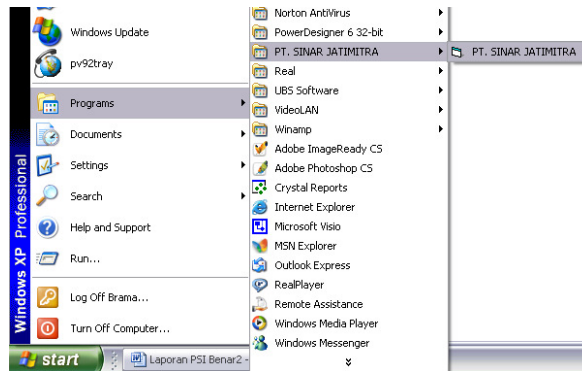 Windows XP Professional
Windows Update
pv92tray
Programs
Documents
Settings
Search
Help and Support
Run...
Log Off Brama...
Turn Off Computer...
Norton AntiVirus
PowerDesigner 6 32-bit
PT. SINAR JATIMITRA
Real
UBS Software
VideoLAN
Winamp
Adobe ImageReady CS
Adobe Photoshop CS
Crystal Reports
Internet Explorer
Microsoft Visio
MSN Explorer
Outlook Express
RealPlayer
Remote Assistance
Windows Media Player
Windows Messenger
PT. SINAR JATIMITRA
start
Laporan PSI Benar2 -